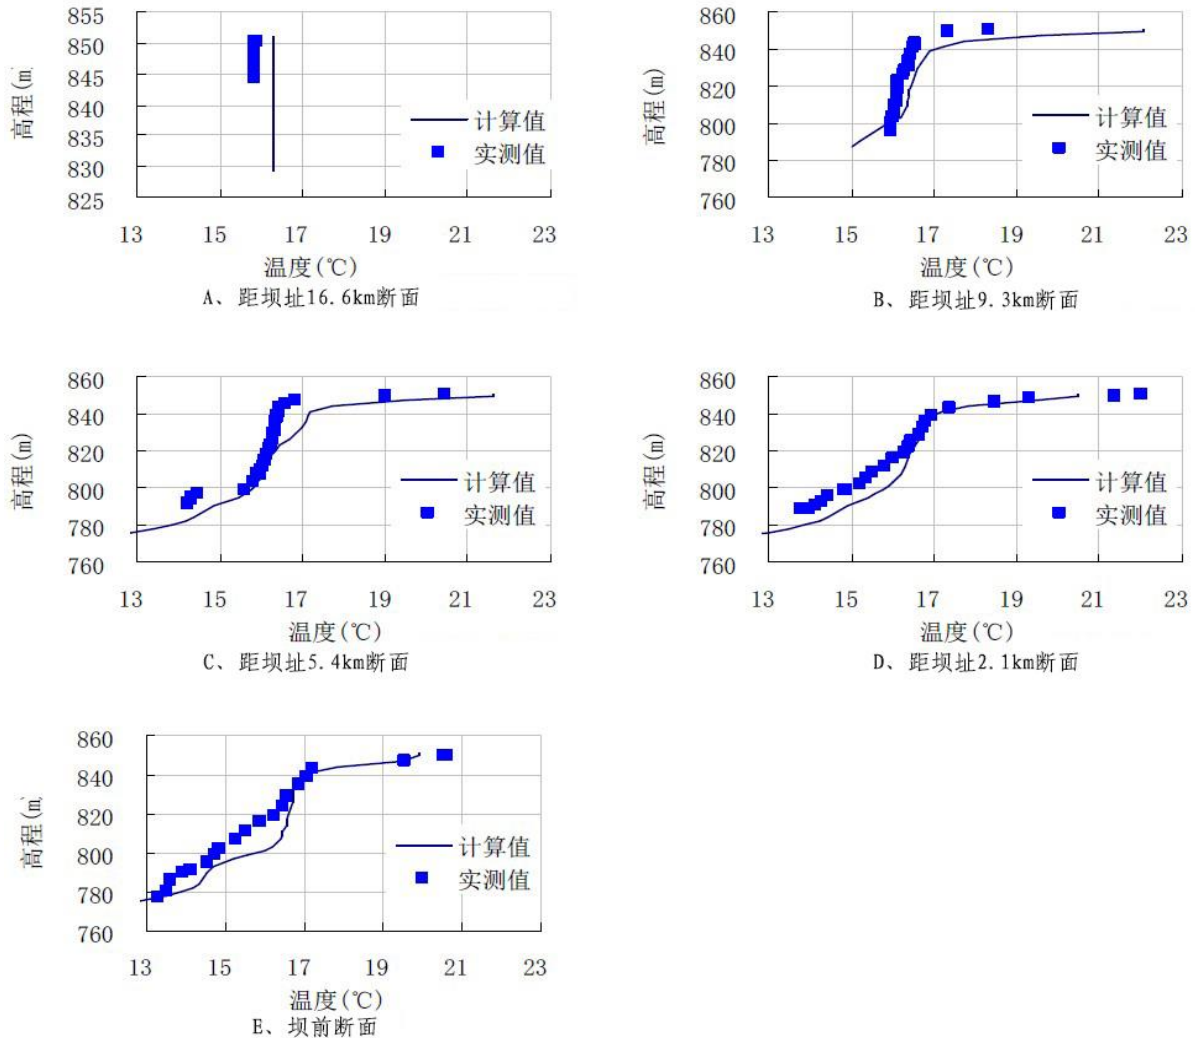 855
850
845
840
835
830
825
高程(m
计算值
实测值
13 15 17 19 21 23
温度(℃)
A、距坝址16.6km断面
860
840
820
800
780
760
高程(m)
计算值
实测值
13 15 17 19 21 23
温度(℃)
B、距坝址9.3km断面
860
840
820
800
780
760
高程(m)
计算值
实测值
13 15 17 19 21 23
温度(℃)
C、距坝址5.4km断面
860
840
820
800
780
760
高程(m)
计算值
实测值
13 15 17 19 21 23
温度(℃)
D、距坝址2.1km断面
860
840
820
800
780
760
高程(m
计算值
实测值
13 15 17 19 21 23
温度(℃)
E、坝前断面